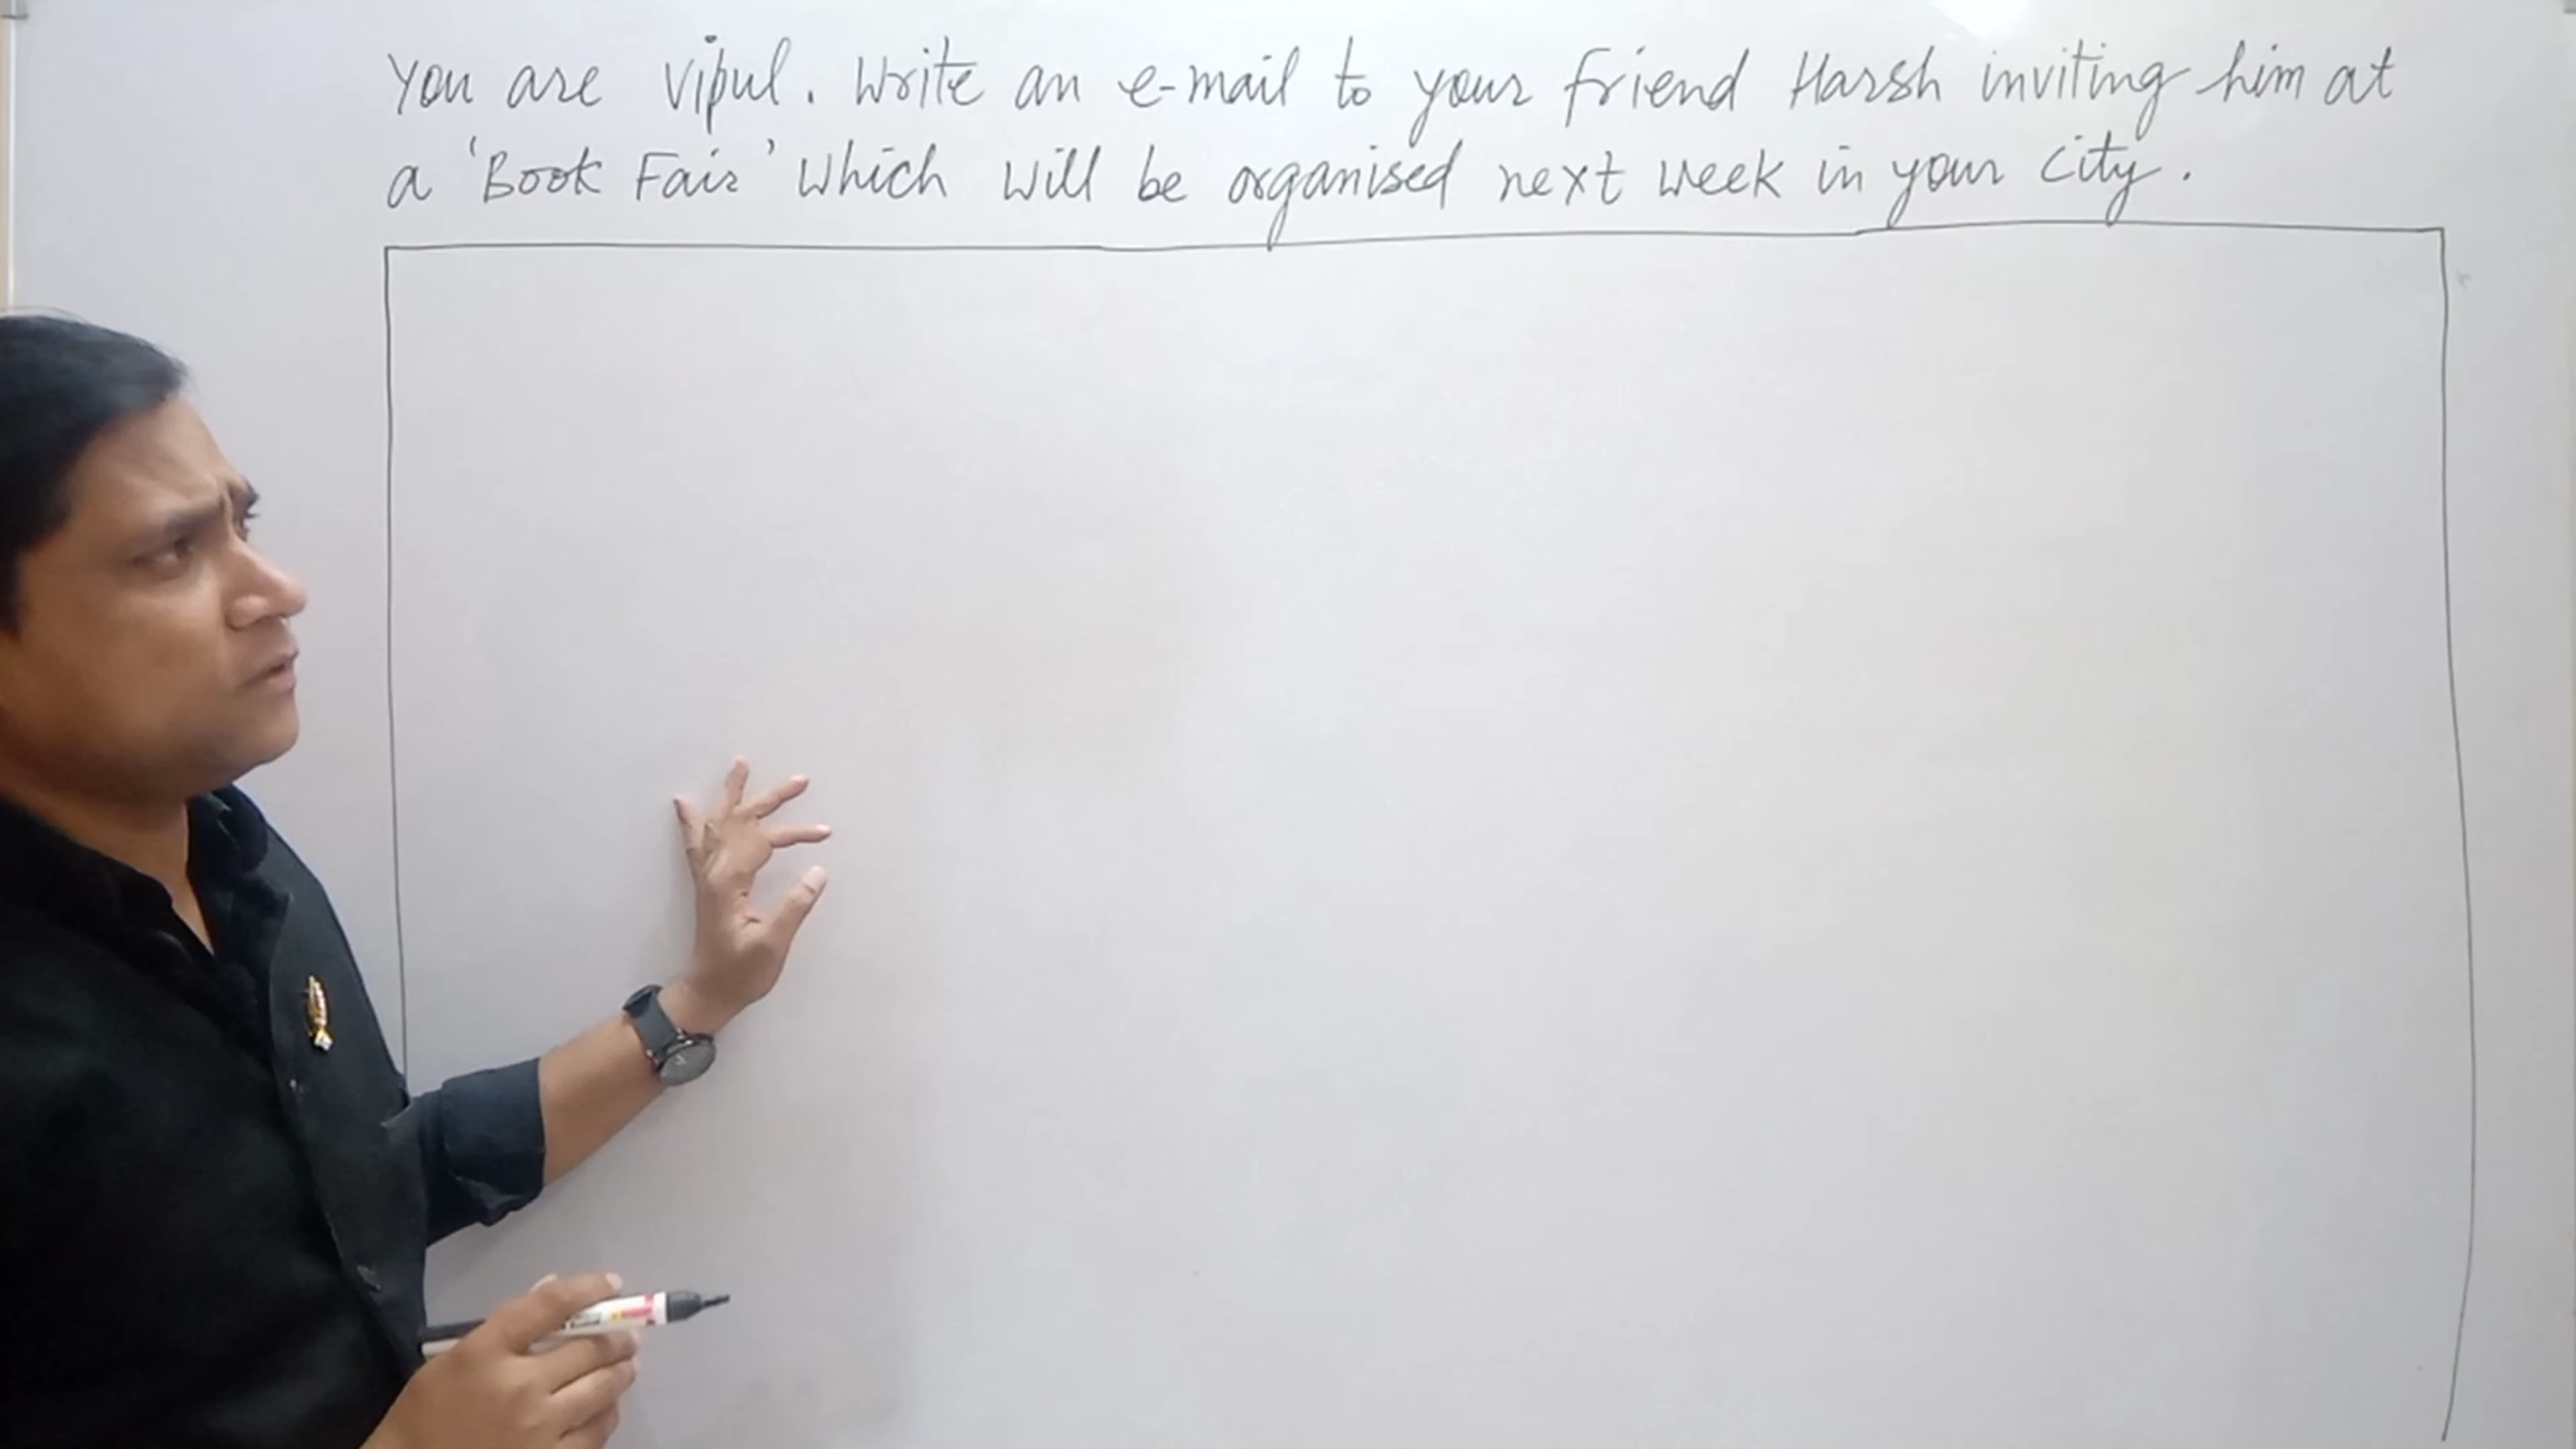 You are Vipul. Write an e-mail to your friend Harsh inviting him at
a 'Book Fair' which will be organised next week in your city.